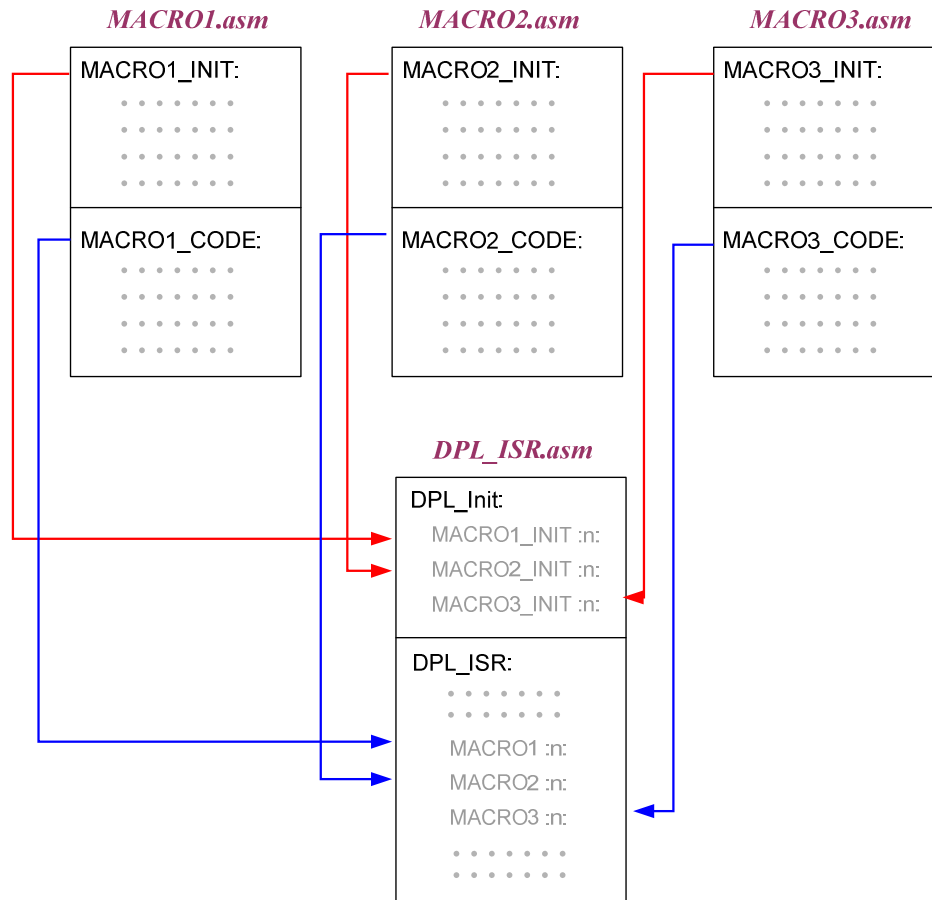 MACRO1.asm
MACRO1_INIT:
MACRO1_CODE:
MACRO2.asm
MACRO2_INIT:
MACRO2_CODE:
MACRO3.asm
MACRO3_INIT:
MACRO3_CODE:
DPL_ISR.asm
DPL_Init:
MACRO1_INIT :n:
MACRO2_INIT :n:
MACRO3_INIT :n:
DPL_ISR:
MACRO1 :n:
MACRO2 :n:
MACRO3 :n: